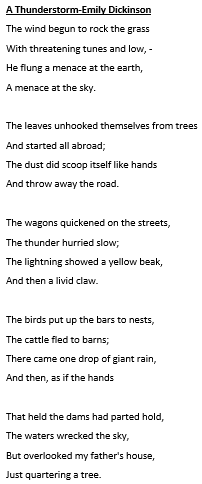 A Thunderstorm-Emily Dickinson
The wind begun to rock the grass
With threatening tunes and low, -
He flung a menace at the earth,
A menace at the sky.

The leaves unhooked themselves from trees
And started all abroad;
The dust did scoop itself like hands
And throw away the road.

The wagons quickened on the streets,
The thunder hurried slow;
The lightning showed a yellow beak,
And then a livid claw.

The birds put up the bars to nests,
The cattle fled to barns;
There came one drop of giant rain,
And then, as if the hands

That held the dams had parted hold,
The waters wrecked the sky,
But overlooked my father's house,
Just quartering a tree.